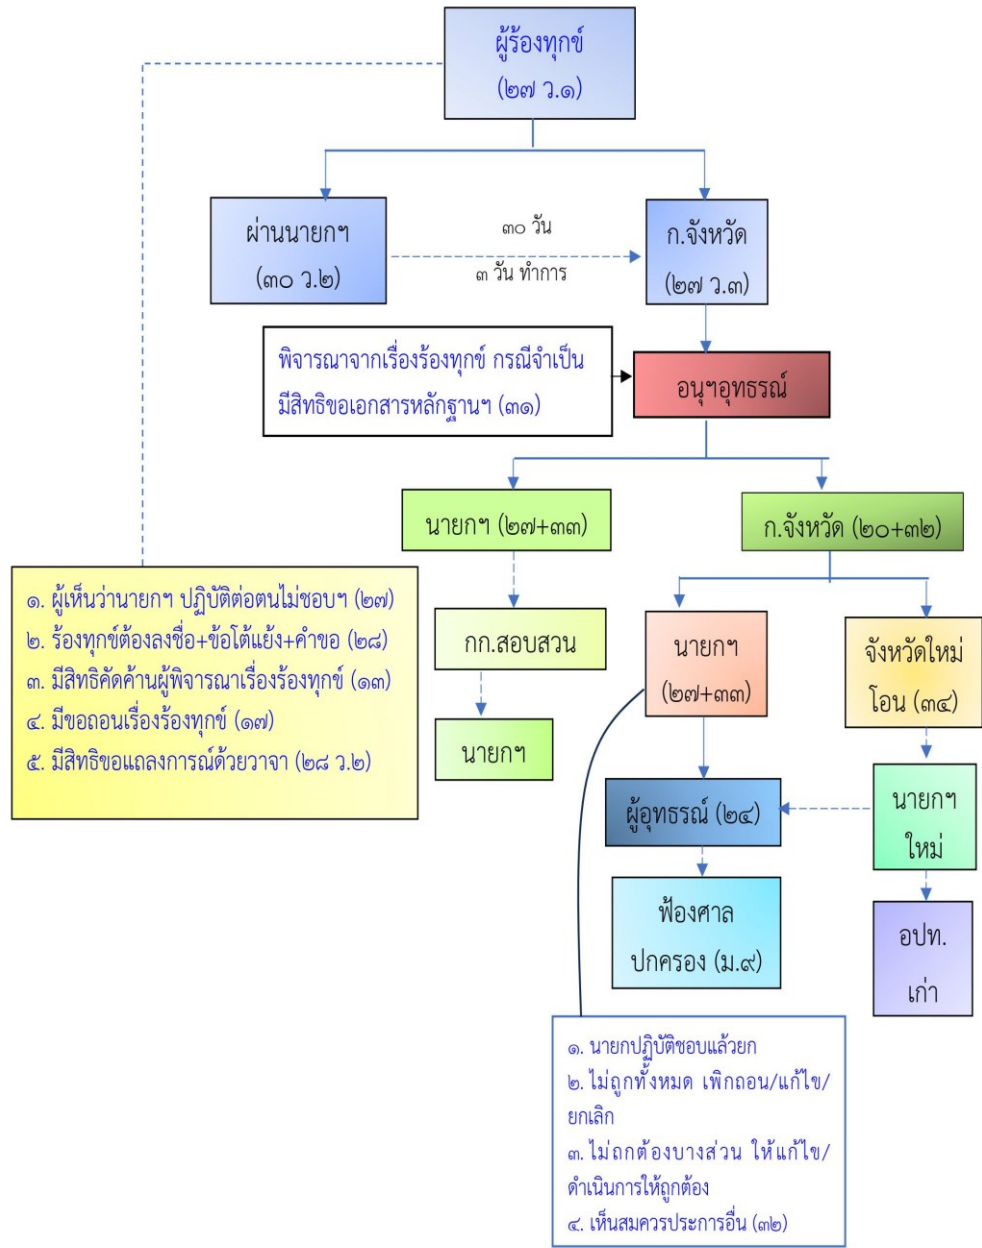 ผู้ร้องทุกข์
(๒๗ ว.๑)
ผ่านนายกฯ
(๓๐ ว.๒)
๓๐ วัน
๓ วัน ทำการ
ก.จังหวัด
(๒๗ ว.๓)
พิจารณาจากเรื่องร้องทุกข์ กรณีจำเป็น
มีสิทธิขอเอกสารหลักฐานฯ (๓๑)
อนุฯอุทธรณ์
นายกฯ (๒๗+๓๓)
ก.จังหวัด (๒๐+๓๒)
๑. ผู้เห็นว่านายกฯ ปฏิบัติต่อตนไม่ชอบฯ (๒๗)
๒. ร้องทุกข์ต้องลงชื่อ+ข้อโต้แย้ง+คำขอ (๒๘)
๓. มีสิทธิคัดค้านผู้พิจารณาเรื่องร้องทุกข์ (๑๓)
๔. มีขอถอนเรื่องร้องทุกข์ (๑๗)
๕. มีสิทธิขอแถลงการณ์ด้วยวาจา (๒๘ ว.๒)
กก.สอบสวน
นายกฯ
นายกฯ
(๒๗+๓๓)
จังหวัดใหม่
โอน (๓๔)
ผู้อุทธรณ์ (๒๔)
นายกฯ
ใหม่
ฟ้องศาล
ปกครอง (ม.๙)
อปท.
เก่า
๑. นายกปฏิบัติชอบแล้วยก
๒. ไม่ถูกทั้งหมด เพิกถอน/แก้ไข/
ยกเลิก
๓. ไม่ถกต้องบางส่วน ให้แก้ไข/
ดำเนินการให้ถูกต้อง
๔. เห็นสมควรประการอื่น (๓๒)